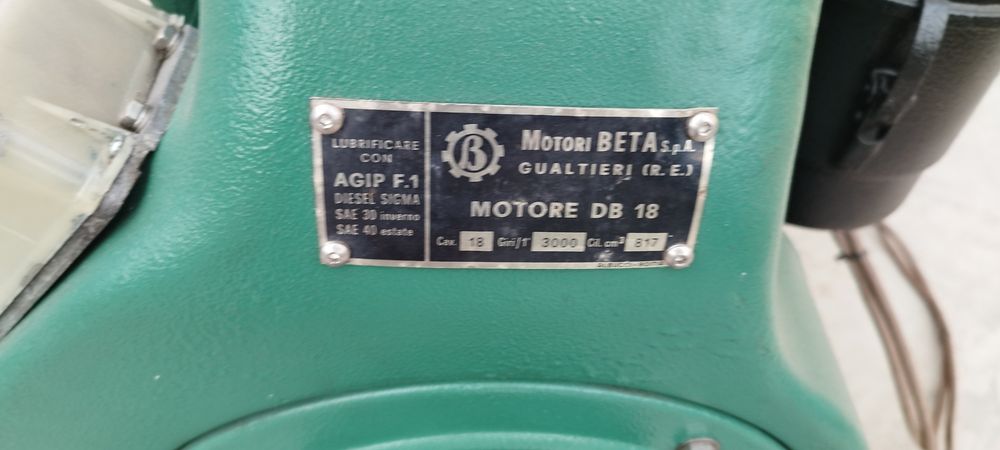 LUBRIFICARE
CON
AGIP F.1
DIESEL SIGMA
SAE 30 inverno
SAE 40 estate
B
MOTORI BETA S.p.A.
GUALTIERI (R.E.)
MOTORE DB 18
Cav. 18 Giri/1' 3000 Cil. cm³ 817